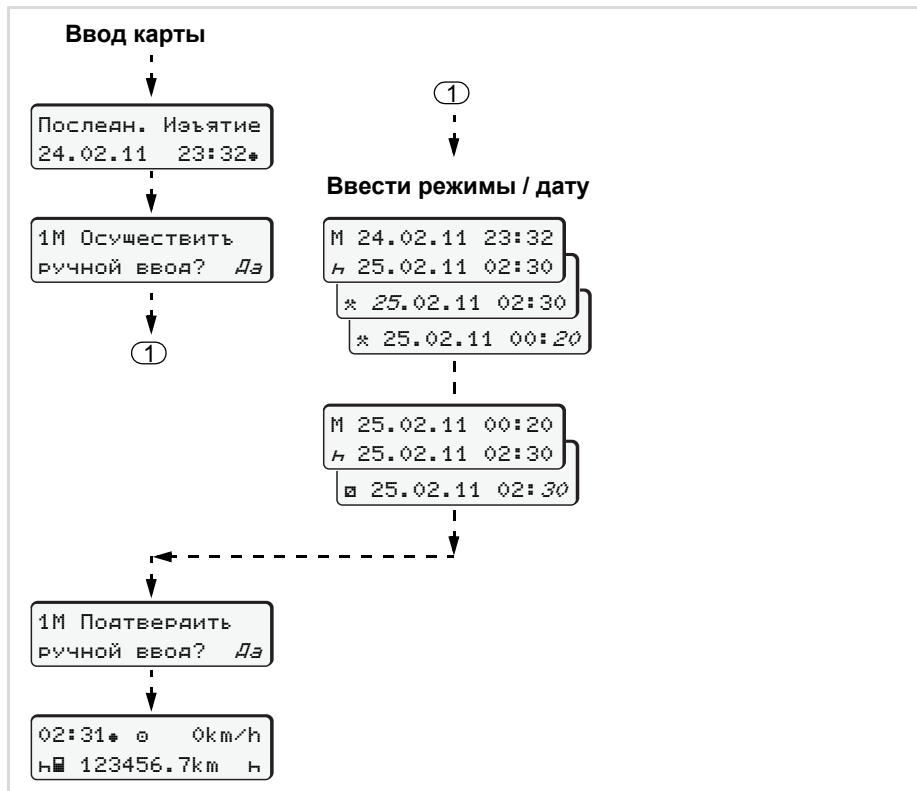 Ввод карты
Последн. Изъятие
24.02.11 23:32
1M Осуществить
ручной ввод? Да
1
1
Ввести режимы / дату
M 24.02.11 23:32
25.02.11 02:30
25.02.11 02:30
25.02.11 00:20
M 25.02.11 00:20
25.02.11 02:30
25.02.11 02:30
1M Подтвердить
ручной ввод? Да
02:31 0km/h
123456.7km